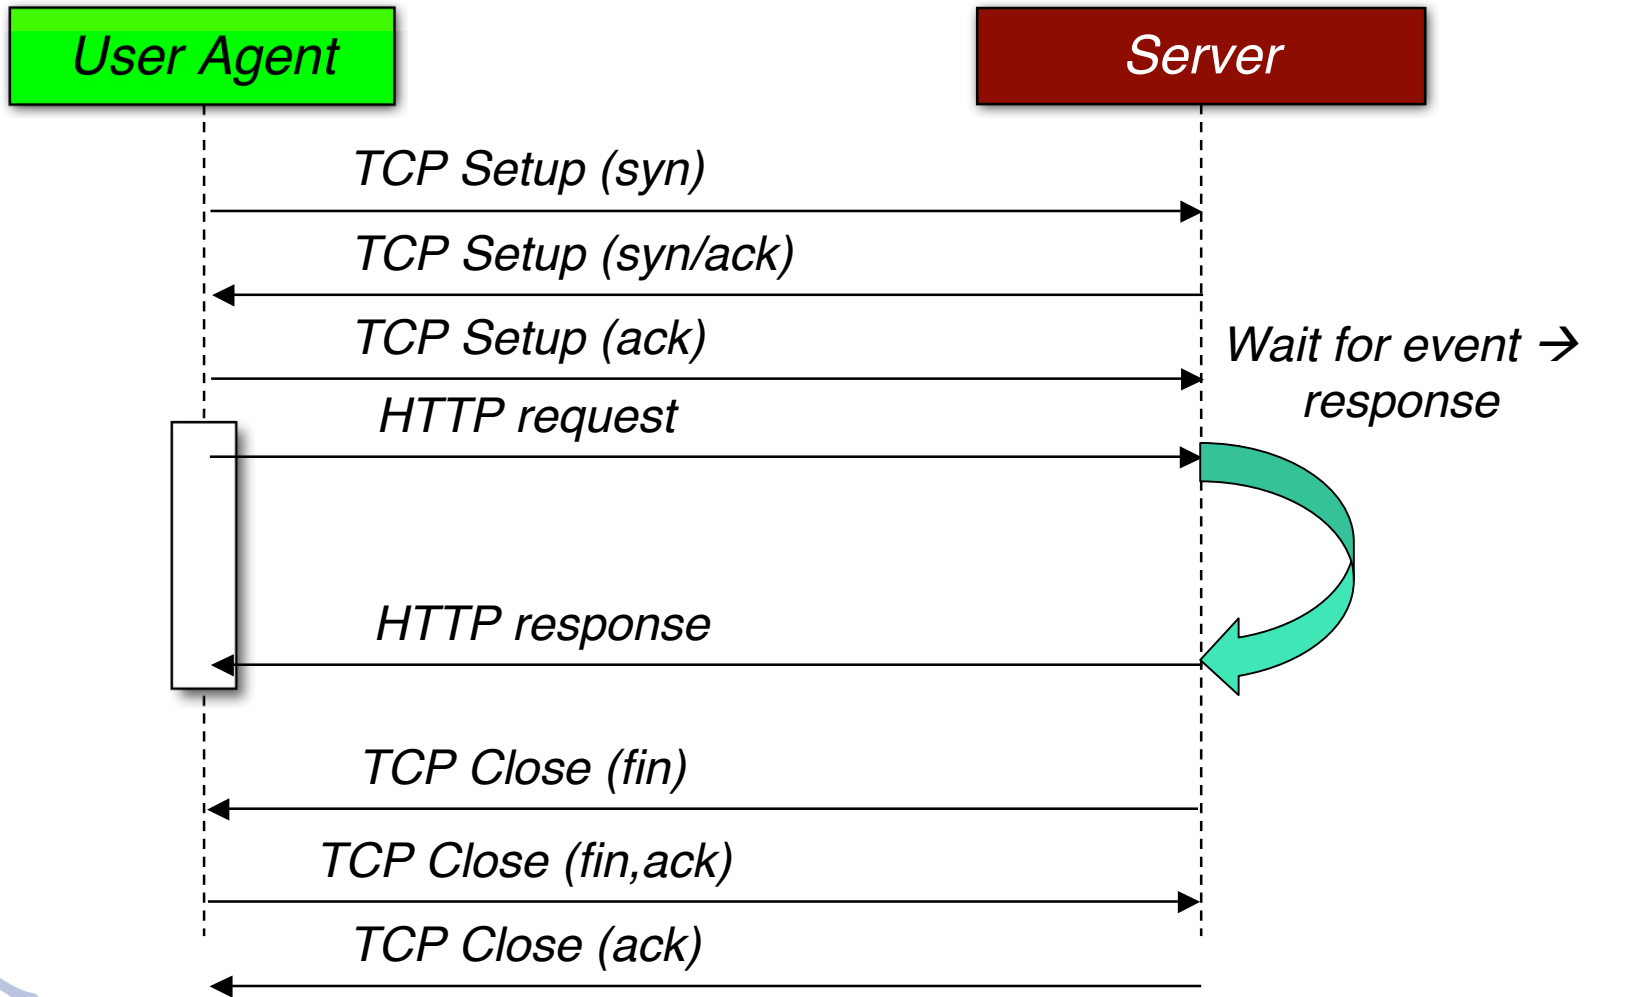 User Agent
Server
TCP Setup (syn)
TCP Setup (syn/ack)
TCP Setup (ack)
Wait for event →
response
HTTP request
HTTP response
TCP Close (fin)
TCP Close (fin,ack)
TCP Close (ack)